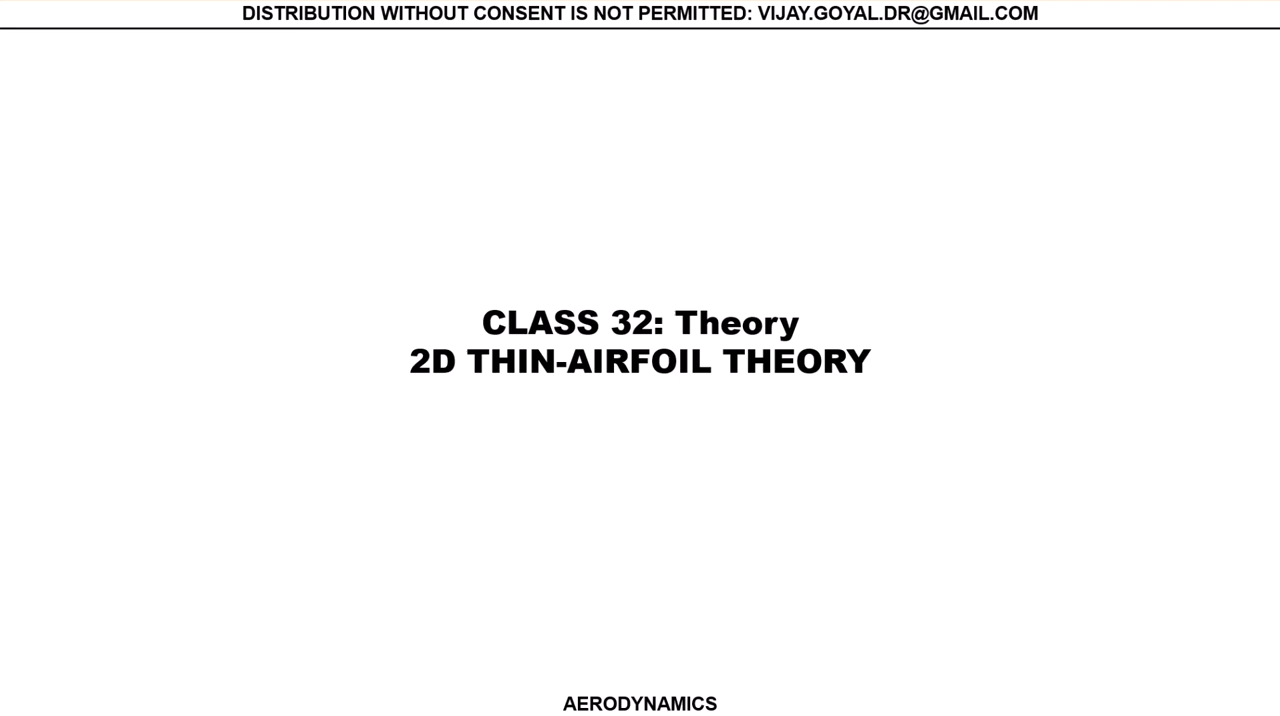 DISTRIBUTION WITHOUT CONSENT IS NOT PERMITTED: VIJAY.GOYAL.DR@GMAIL.COM
CLASS 32: Theory
2D THIN-AIRFOIL THEORY
AERODYNAMICS